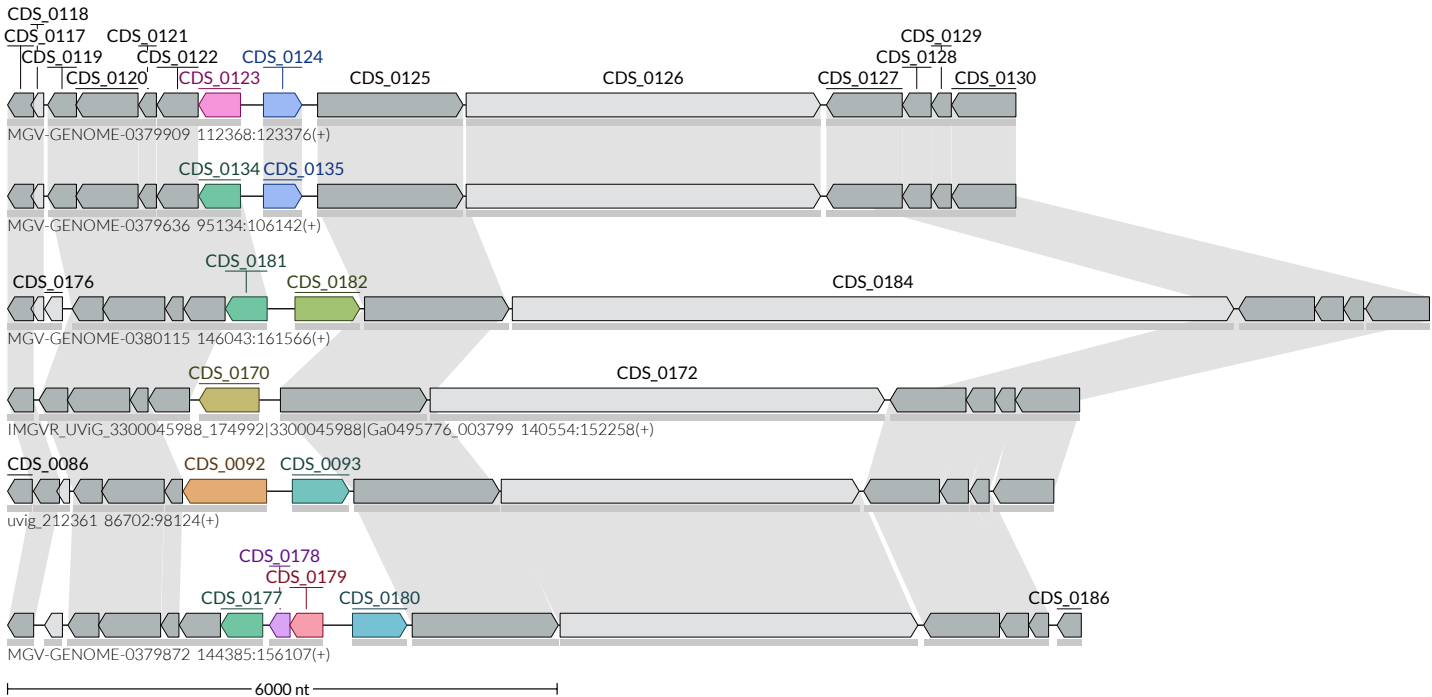 CDS_0118
CDS_0117 CDS_0121 CDS_0129
CDS_0119 CDS_0122 CDS_0124 CDS_0128
CDS_0120 CDS_0123 CDS_0125 CDS_0126 CDS_0127 CDS_0130
MGV-GENOME-0379909 112368:123376(+)
CDS_0134 CDS_0135
MGV-GENOME-0379636 95134:106142(+)
CDS_0181
CDS_0176 CDS_0182 CDS_0184
MGV-GENOME-0380115 146043:161566(+)
CDS_0170 CDS_0172
IMGVR_UViG_3300045988_174992|3300045988|Ga0495776_003799 140554:152258(+)
CDS_0086 CDS_0092 CDS_0093
uvig_212361 86702:98124(+)
CDS_0178
CDS_0179
CDS_0177 CDS_0180 CDS_0186
MGV-GENOME-0379872 144385:156107(+)
6000 nt